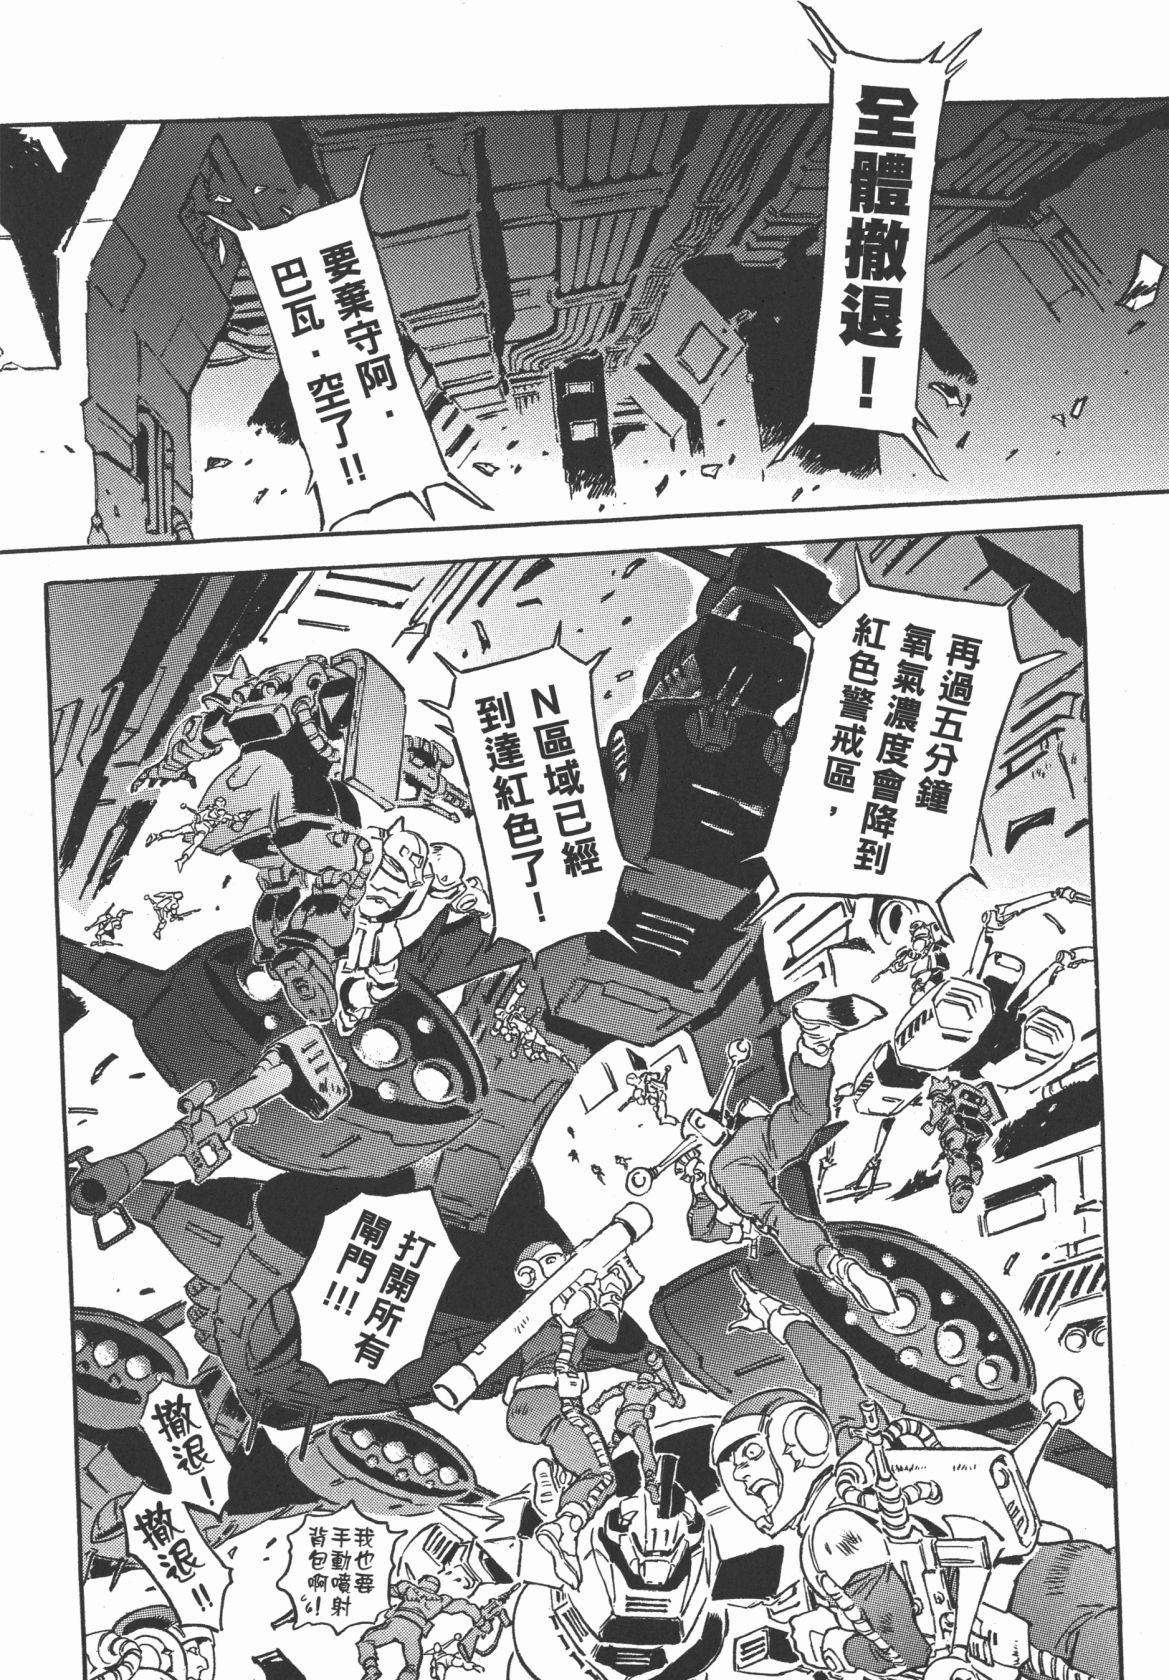 全體撤退！
要棄守阿．
巴瓦．空了!!
再過五分鐘
氧氣濃度會降到
紅色警戒區，
N區域已經
到達紅色了！
打開所有
閘門!!!
撤退！
撤退!!
我也要
手動噴射
背包啊！